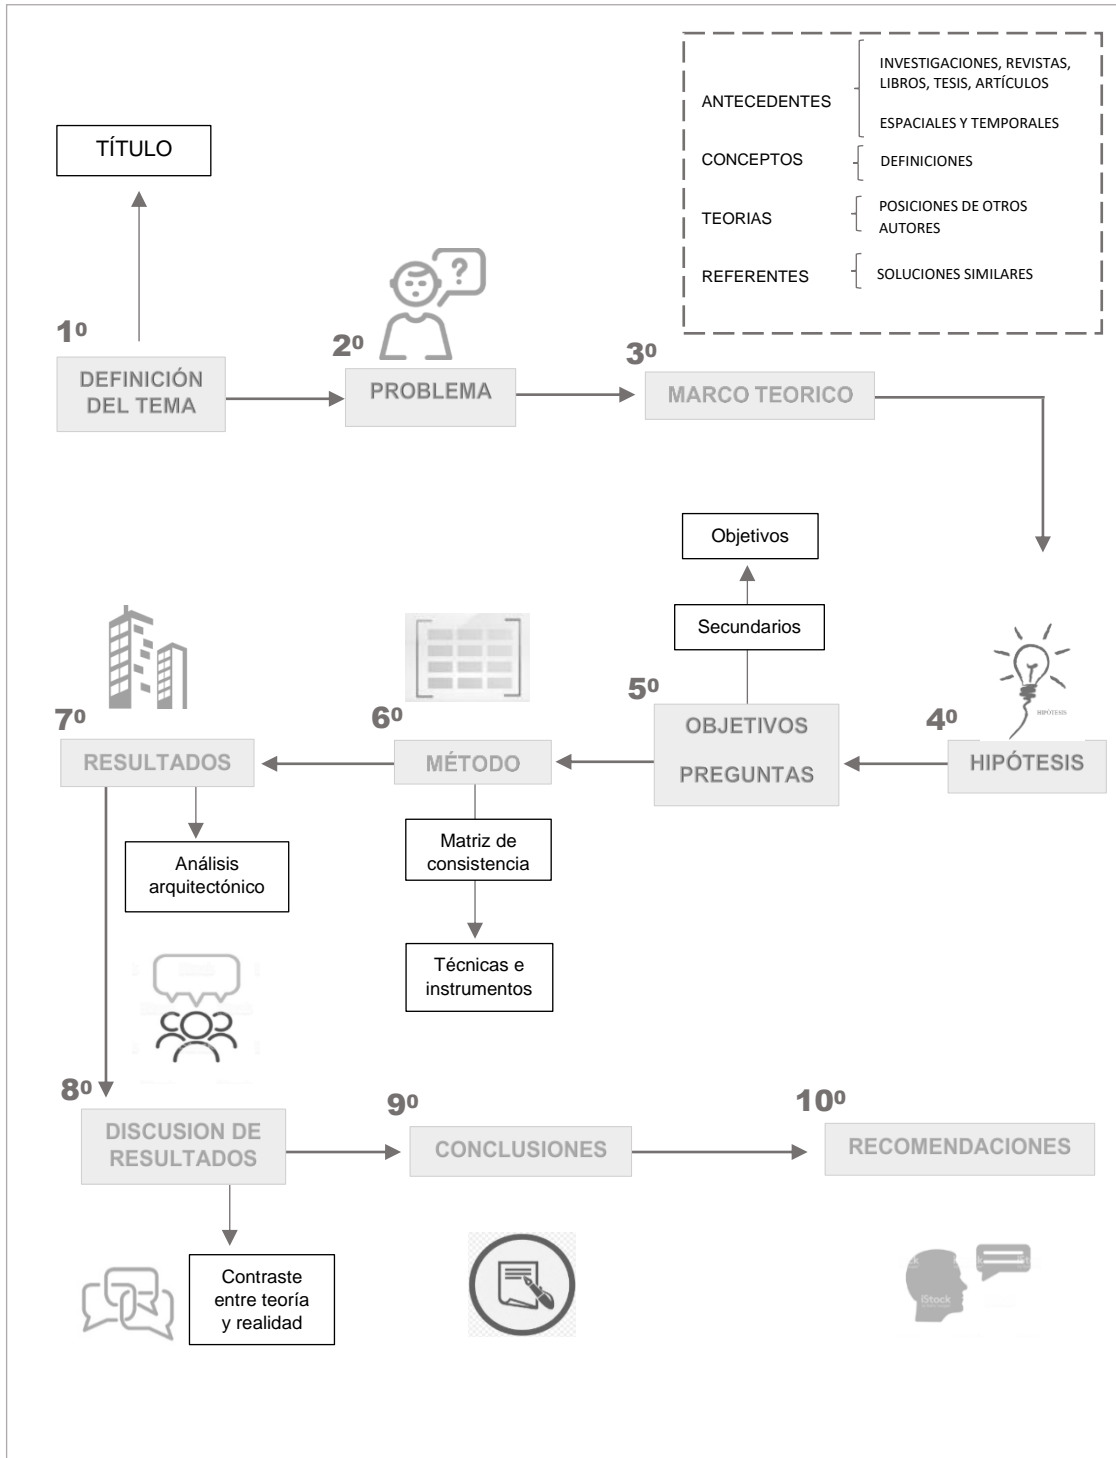 INVESTIGACIONES, REVISTAS,
LIBROS, TESIS, ARTÍCULOS
ANTECEDENTES
ESPACIALES Y TEMPORALES
CONCEPTOS
DEFINICIONES
TEORIAS
POSICIONES DE OTROS
AUTORES
REFERENTES
SOLUCIONES SIMILARES
TÍTULO
?
1º
DEFINICIÓN
DEL TEMA
2º
PROBLEMA
3º
MARCO TEORICO
HIPÓTESIS
4º
HIPÓTESIS
Objetivos
Secundarios
5º
OBJETIVOS
PREGUNTAS
6º
MÉTODO
Matriz de
consistencia
Técnicas e
instrumentos
7º
RESULTADOS
Análisis
arquitectónico
8º
DISCUSION DE
RESULTADOS
Contraste
entre teoría
y realidad
9º
CONCLUSIONES
10º
RECOMENDACIONES
iStock